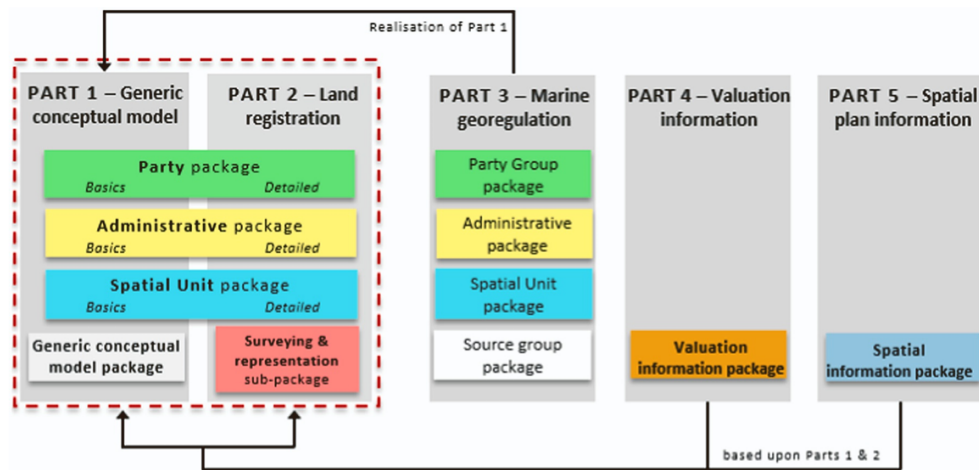 Realisation of Part 1
PART 1 – Generic
conceptual model
PART 2 – Land
registration
PART 3 – Marine
georegulation
PART 4 – Valuation
information
PART 5 – Spatial
plan information
Party package
Basics
Detailed
Administrative package
Basics
Detailed
Spatial Unit package
Basics
Detailed
Generic conceptual
model package
Surveying &
representation
sub-package
Party Group
package
Administrative
package
Spatial Unit
package
Source group
package
Valuation
information package
Spatial
information package
based upon Parts 1 & 2